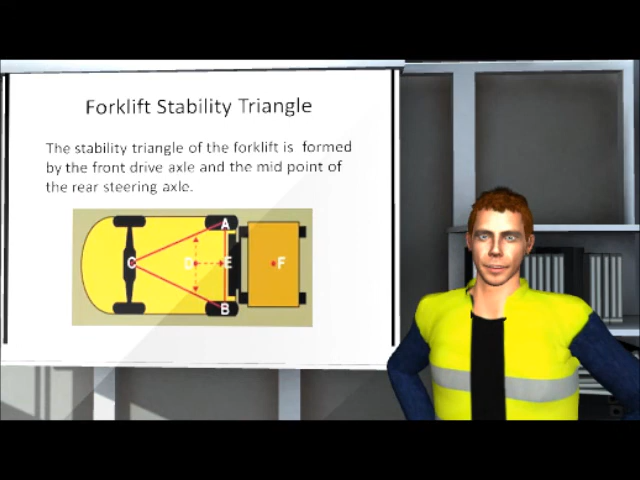 Forklift Stability Triangle
The stability triangle of the forklift is formed
by the front drive axle and the mid point of
the rear steering axle.
A
C D E F
B